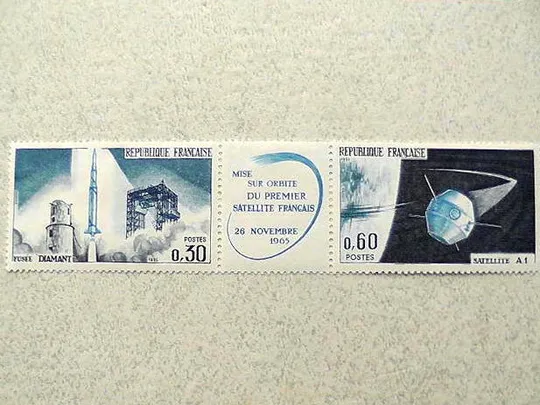 REPUBLIQUE FRANÇAISE
POSTES
0,30
FUSEE DIAMANT
MISE
SUR ORBITE
DU PREMIER
SATELLITE FRANÇAIS
26 NOVEMBRE
1965
REPUBLIQUE FRANÇAISE
0,60
POSTES
SATELLITE A1